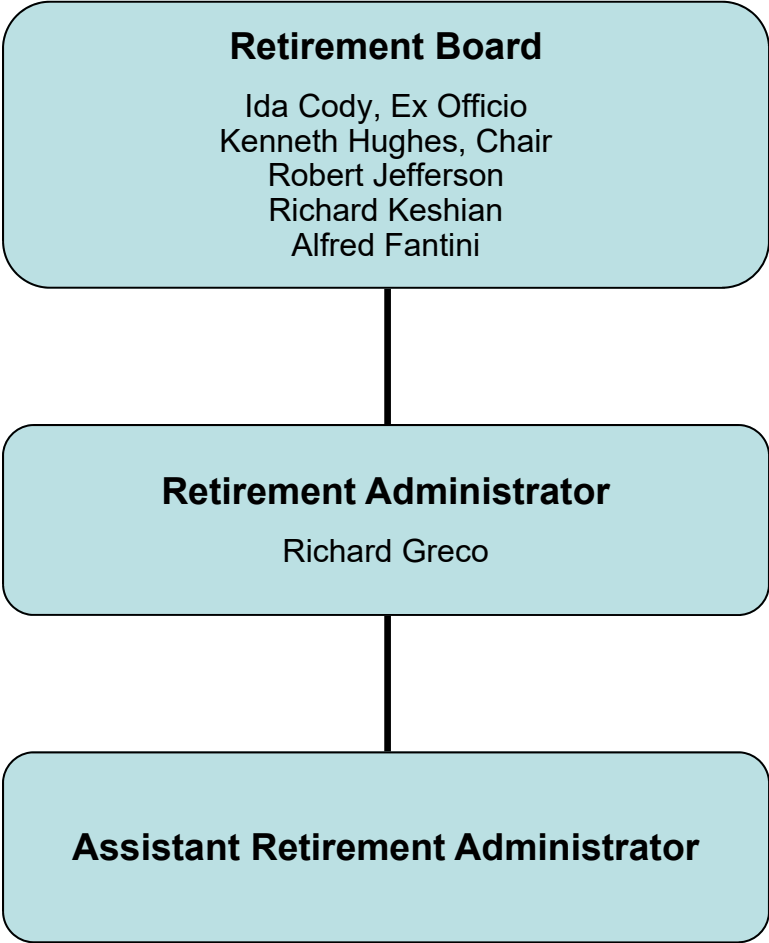 Retirement Board
Ida Cody, Ex Officio
Kenneth Hughes, Chair
Robert Jefferson
Richard Keshian
Alfred Fantini
Retirement Administrator
Richard Greco
Assistant Retirement Administrator